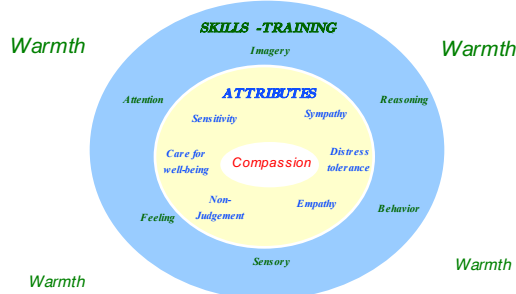 SKILLS -TRAINING
Warmth
Warmth
Imagery
ATTRIBUTES
Attention
Reasoning
Sensitivity
Sympathy
Care for
well-being
Compassion
Distress
tolerance
Non-
Judgement
Empathy
Feeling
Behavior
Sensory
Warmth
Warmth